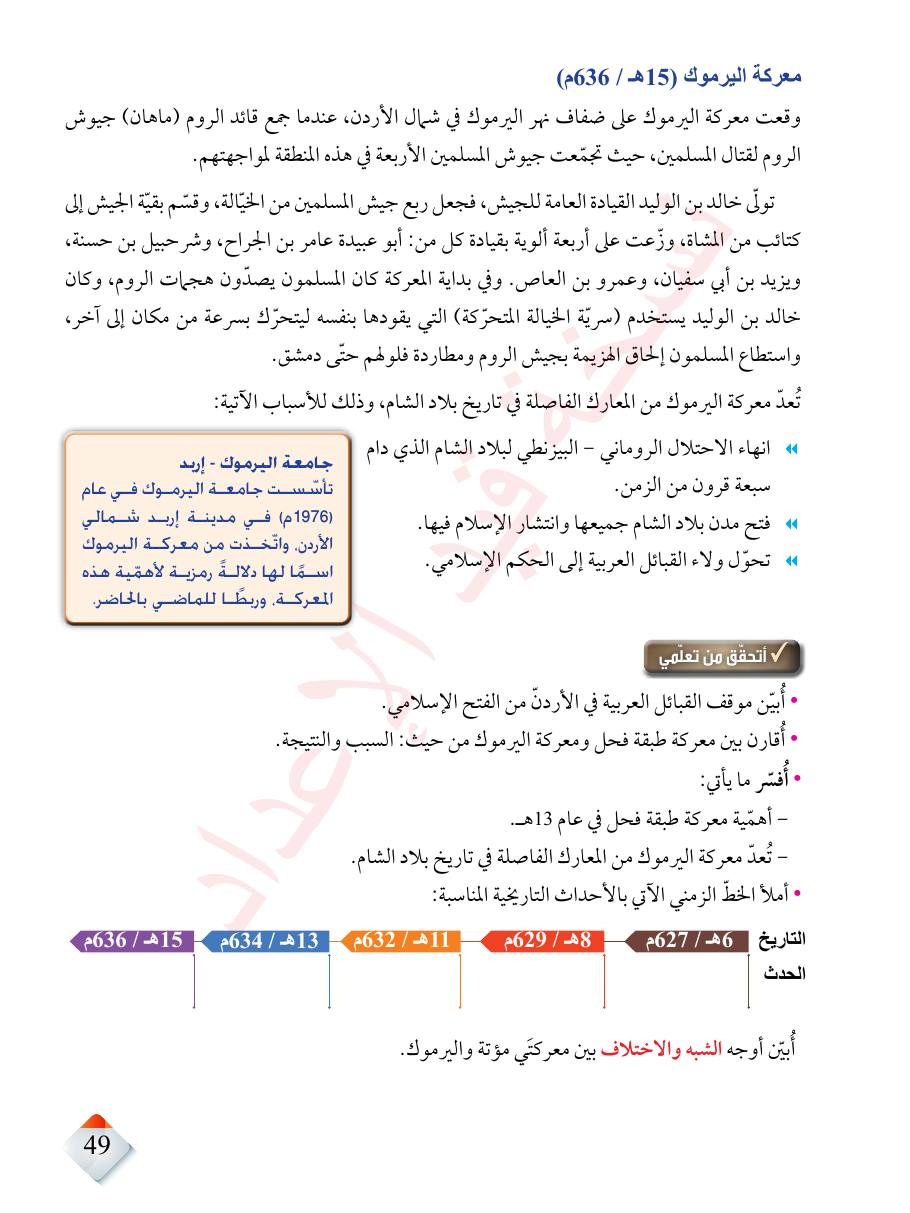 معركة اليرموك (15هـ / 636م)
وقعت معركة اليرموك على ضفاف نهر اليرموك في شمال الأردن، عندما جمع قائد الروم (ماهان) جيوش
الروم لقتال المسلمين، حيث تجمّعت جيوش المسلمين الأربعة في هذه المنطقة لمواجهتهم.
تولّى خالد بن الوليد القيادة العامة للجيش، فجعل ربع جيش المسلمين من الخيّالة، وقسّم بقيّة الجيش إلى
كتائب من المشاة، وزّعت على أربعة ألوية بقيادة كل من: أبو عبيدة عامر بن الجراح، وشرحبيل بن حسنة،
ويزيد بن أبي سفيان، وعمرو بن العاص. وفي بداية المعركة كان المسلمون يصدّون هجمات الروم، وكان
خالد بن الوليد يستخدم (سريّة الخيالة المتحرّكة) التي يقودها بنفسه ليتحرّك بسرعة من مكان إلى آخر،
واستطاع المسلمون إلحاق الهزيمة بجيش الروم ومطاردة فلولهم حتّى دمشق.
تُعدّ معركة اليرموك من المعارك الفاصلة في تاريخ بلاد الشام، وذلك للأسباب الآتية:
انهاء الاحتلال الروماني – البيزنطي لبلاد الشام الذي دام
سبعة قرون من الزمن.
فتح مدن بلاد الشام جميعها وانتشار الإسلام فيها.
تحوّل ولاء القبائل العربية إلى الحكم الإسلامي.
جامعة اليرموك - إربد
تأسّست جامعة اليرموك في عام
(1976م) في مدينة إربد شمالي
الأردن، واتّخذت من معركة اليرموك
اسمًا لها دلالةً رمزية لأهمّية هذه
المعركة، وربطًا للماضي بالحاضر.
✓ أتحقّق من تعلّمي
• أُبيّن موقف القبائل العربية في الأردنّ من الفتح الإسلامي.
• أُقارن بين معركة طبقة فحل ومعركة اليرموك من حيث: السبب والنتيجة.
• أُفسّر ما يأتي:
– أهمّية معركة طبقة فحل في عام 13هـ.
– تُعدّ معركة اليرموك من المعارك الفاصلة في تاريخ بلاد الشام.
• أملأ الخطّ الزمني الآتي بالأحداث التاريخية المناسبة:
التاريخ 6هـ / 627م 8هـ / 629م 11هـ / 632م 13هـ / 634م 15هـ / 636م
الحدث
أُبيّن أوجه الشبه والاختلاف بين معركتَي مؤتة واليرموك.
49
نسخة قيد الإعداد